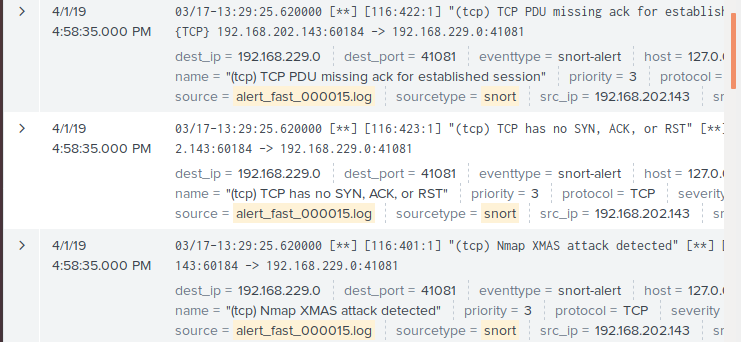 4/1/19 03/17-13:29:25.620000 [**] [116:422:1] "(tcp) TCP PDU missing ack for establish
4:58:35.000 PM {TCP} 192.168.202.143:60184 -> 192.168.229.0:41081
dest_ip = 192.168.229.0 dest_port = 41081 eventtype = snort-alert host = 127.0.
name = "(tcp) TCP PDU missing ack for established session" priority = 3 protocol =
source = alert_fast_000015.log sourcetype = snort src_ip = 192.168.202.143 sr
4/1/19 03/17-13:29:25.620000 [**] [116:423:1] "(tcp) TCP has no SYN, ACK, or RST" [**]
4:58:35.000 PM 2.143:60184 -> 192.168.229.0:41081
dest_ip = 192.168.229.0 dest_port = 41081 eventtype = snort-alert host = 127.0.
name = "(tcp) TCP has no SYN, ACK, or RST" priority = 3 protocol = TCP severity
source = alert_fast_000015.log sourcetype = snort src_ip = 192.168.202.143 sr
4/1/19 03/17-13:29:25.620000 [**] [116:401:1] "(tcp) Nmap XMAS attack detected" [**] [
4:58:35.000 PM 143:60184 -> 192.168.229.0:41081
dest_ip = 192.168.229.0 dest_port = 41081 eventtype = snort-alert host = 127.0.
name = "(tcp) Nmap XMAS attack detected" priority = 3 protocol = TCP severity
source = alert_fast_000015.log sourcetype = snort src_ip = 192.168.202.143 sr